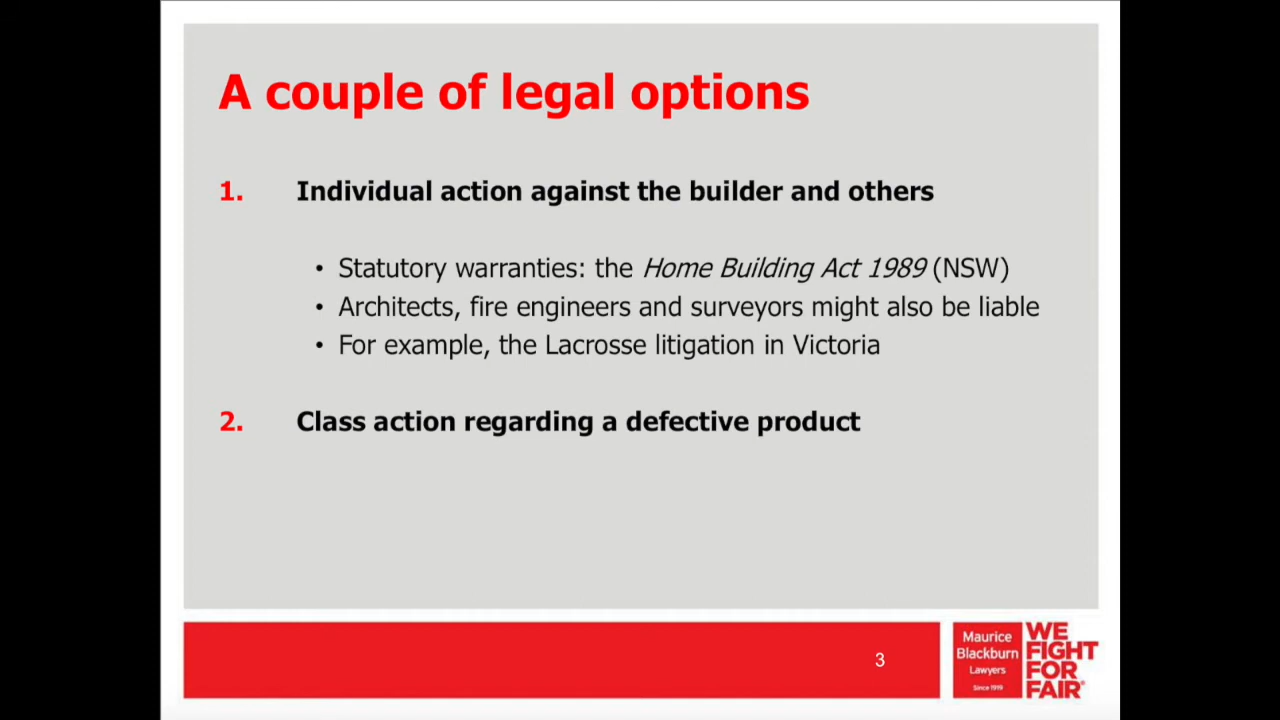 A couple of legal options
1. Individual action against the builder and others
• Statutory warranties: the Home Building Act 1989 (NSW)
• Architects, fire engineers and surveyors might also be liable
• For example, the Lacrosse litigation in Victoria
2. Class action regarding a defective product
3
Maurice
Blackburn
Lawyers
Since 1919
WE
FIGHT
FOR
FAIR®